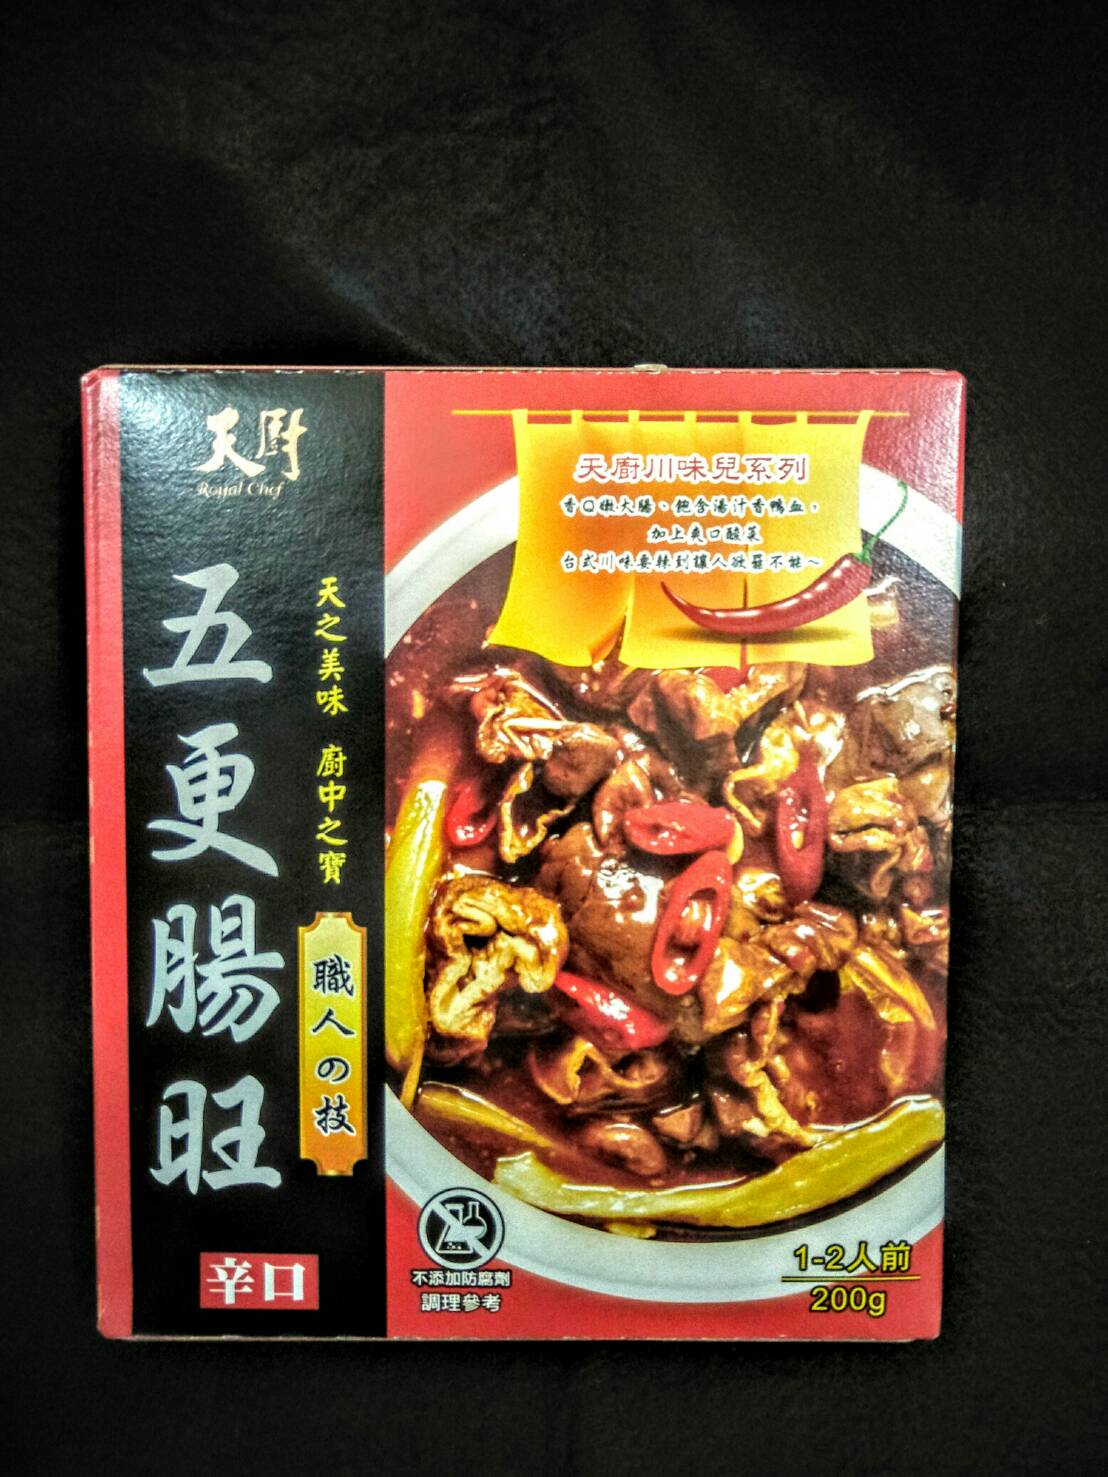 天廚
Royal Chef
五更腸旺
天之美味 廚中之寶
職人の技
辛口
天廚川味兒系列
香Q嫩大腸、飽含湯汁香鴨血，
加上爽口酸菜
台式川味要辣到讓人欲罷不能～
不添加防腐劑
調理參考
1-2人前
200g